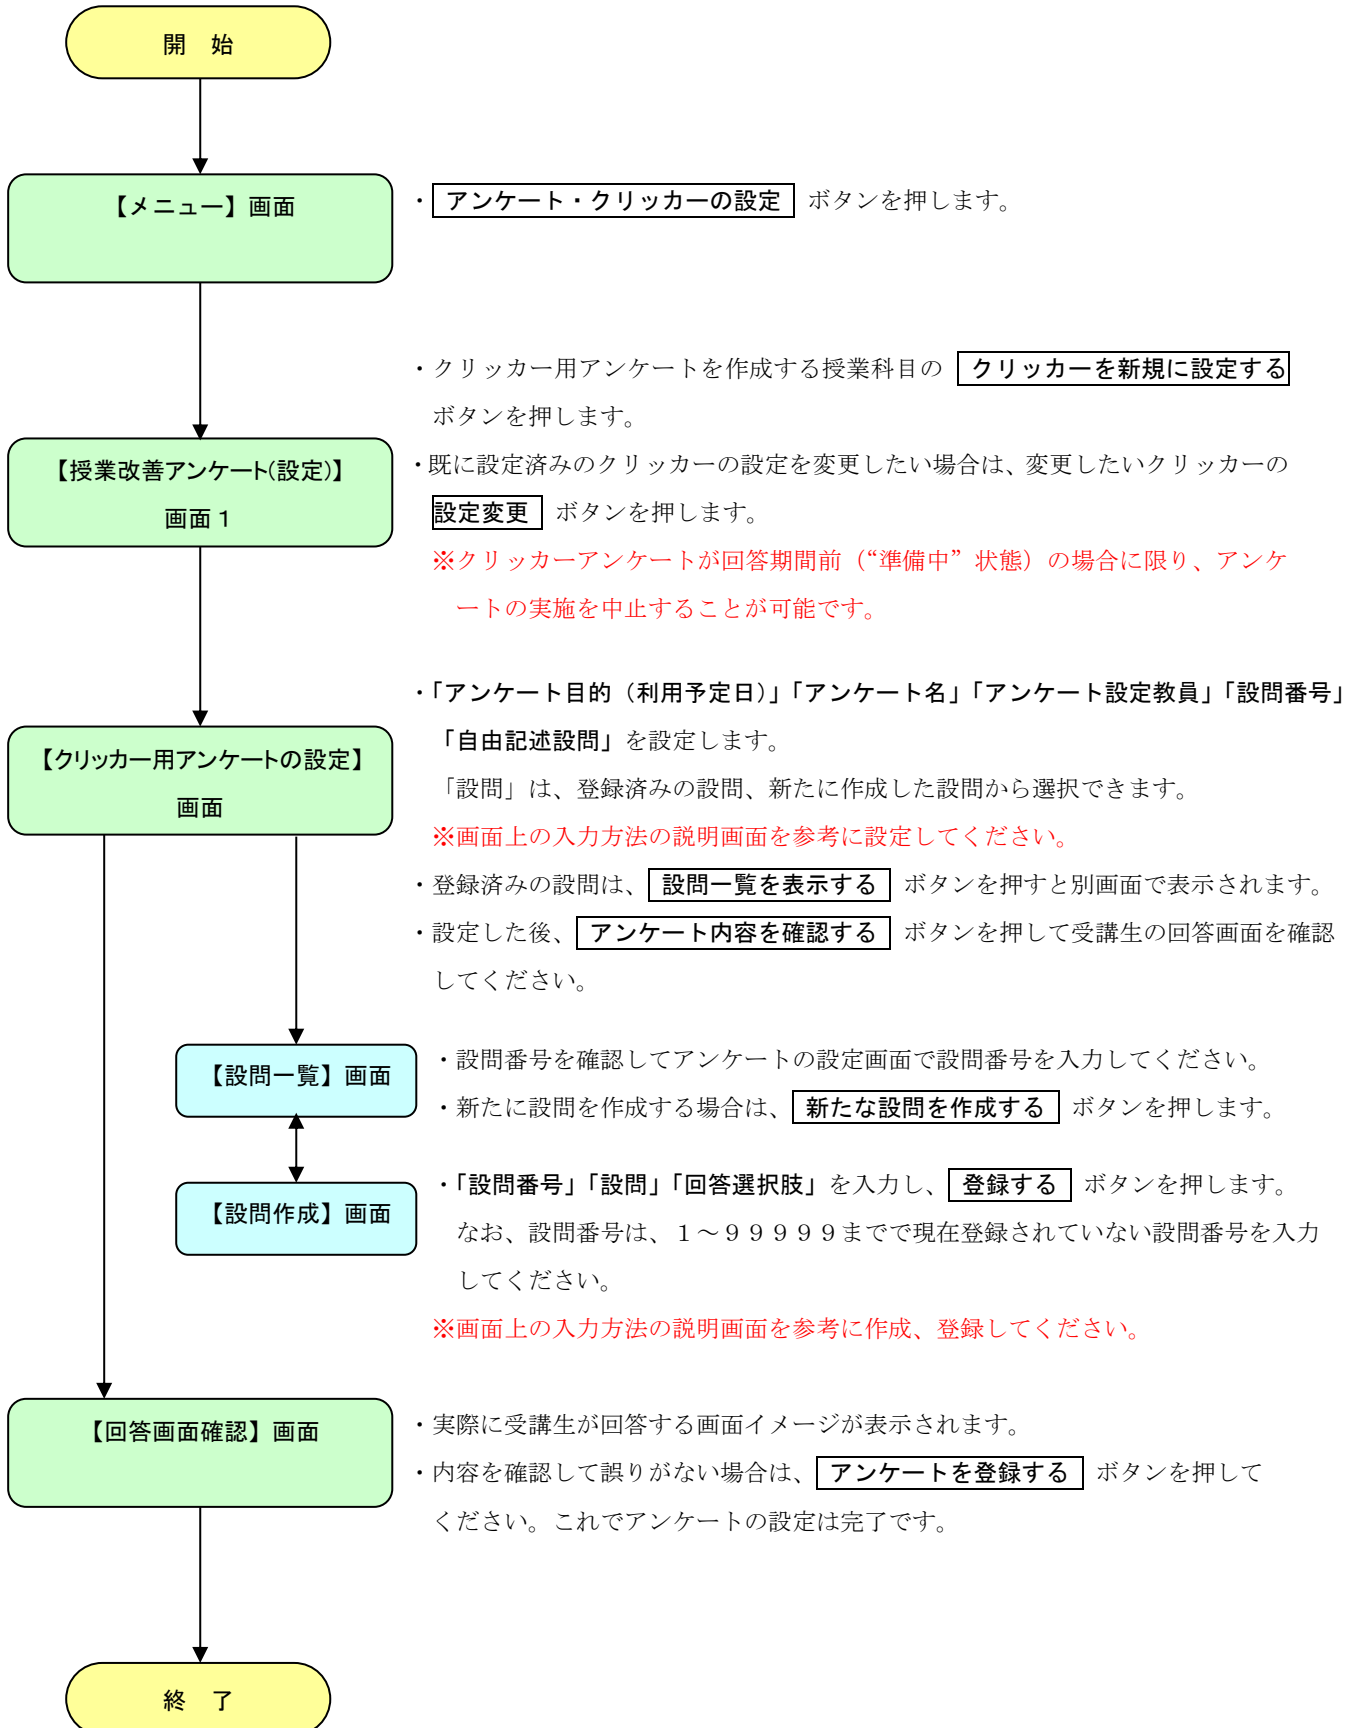 開　始
【メニュー】画面
・ アンケート・クリッカーの設定 ボタンを押します。
・クリッカー用アンケートを作成する授業科目の クリッカーを新規に設定する
ボタンを押します。
【授業改善アンケート(設定)】
画面１
・既に設定済みのクリッカーの設定を変更したい場合は、変更したいクリッカーの
設定変更 ボタンを押します。
※クリッカーアンケートが回答期間前（“準備中”状態）の場合に限り、アンケ
ートの実施を中止することが可能です。
【クリッカー用アンケートの設定】
画面
・「アンケート目的（利用予定日）」「アンケート名」「アンケート設定教員」「設問番号」
「自由記述設問」を設定します。
「設問」は、登録済みの設問、新たに作成した設問から選択できます。
※画面上の入力方法の説明画面を参考に設定してください。
・登録済みの設問は、 設問一覧を表示する ボタンを押すと別画面で表示されます。
・設定した後、 アンケート内容を確認する ボタンを押して受講生の回答画面を確認
してください。
【設問一覧】画面
・設問番号を確認してアンケートの設定画面で設問番号を入力してください。
・新たに設問を作成する場合は、 新たな設問を作成する ボタンを押します。
【設問作成】画面
・「設問番号」「設問」「回答選択肢」を入力し、 登録する ボタンを押します。
なお、設問番号は、１～９９９９９までで現在登録されていない設問番号を入力
してください。
※画面上の入力方法の説明画面を参考に作成、登録してください。
【回答画面確認】画面
・実際に受講生が回答する画面イメージが表示されます。
・内容を確認して誤りがない場合は、 アンケートを登録する ボタンを押して
ください。これでアンケートの設定は完了です。
終　了